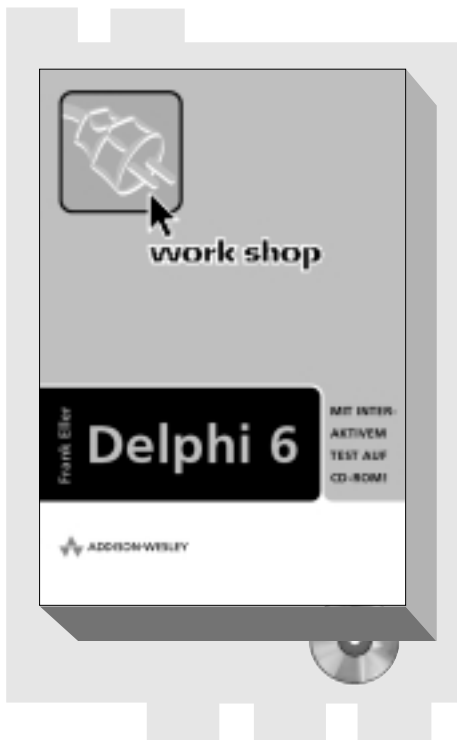 work shop
Frank Eller
Delphi 6
MIT INTER-
AKTIVEM
TEST AUF
CD-ROM!
ADDISON-WESLEY